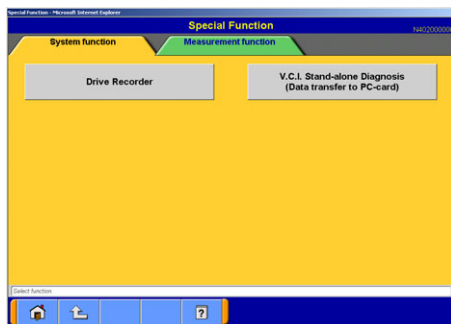 Special Function - Microsoft Internet Explorer
Special Function
N40200000
System function
Measurement function
Drive Recorder
V.C.I. Stand-alone Diagnosis
(Data transfer to PC-card)
Select function
?